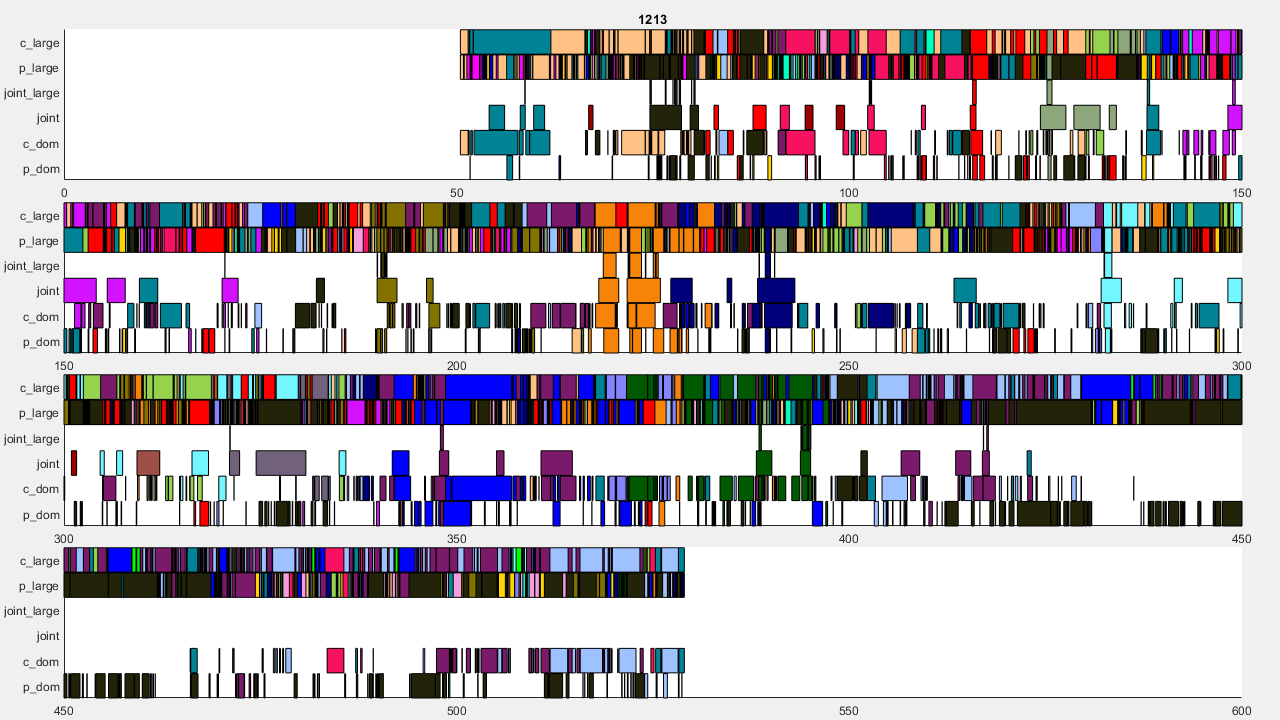 1213
c_large
p_large
joint_large
joint
c_dom
p_dom
0 50 100 150
c_large
p_large
joint_large
joint
c_dom
p_dom
150 200 250 300
c_large
p_large
joint_large
joint
c_dom
p_dom
300 350 400 450
c_large
p_large
joint_large
joint
c_dom
p_dom
450 500 550 600